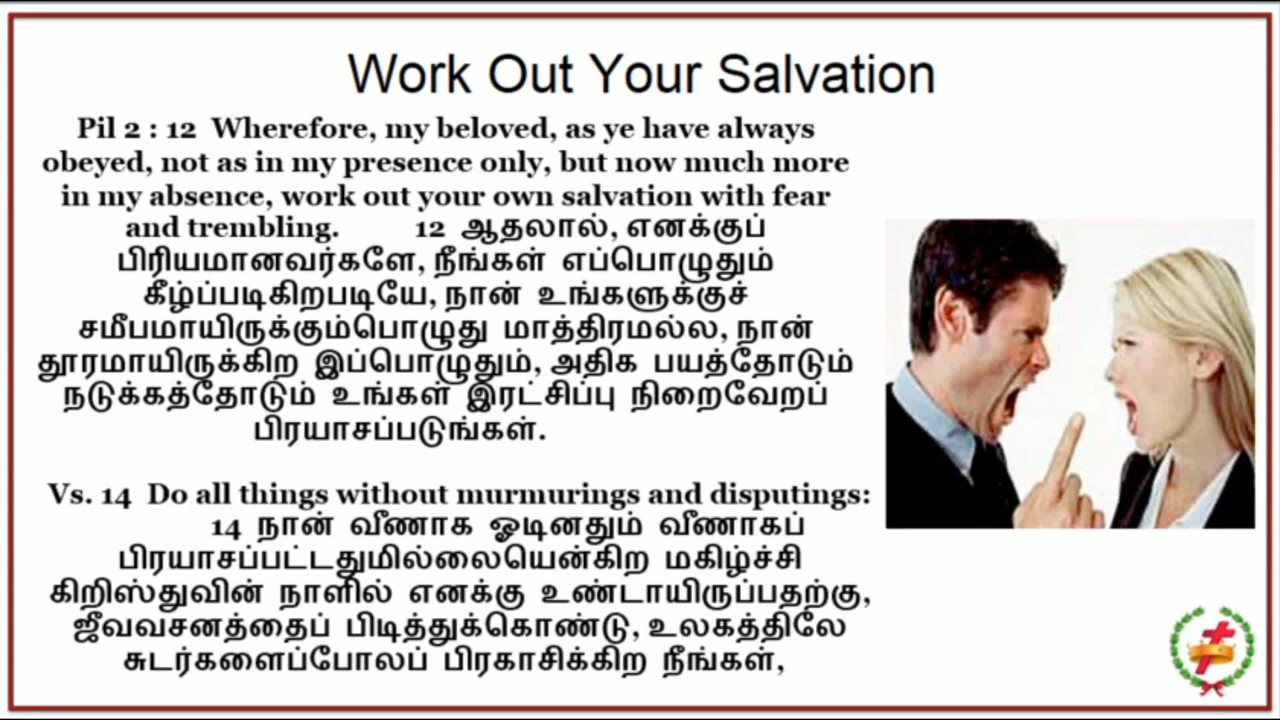 Work Out Your Salvation
Pil 2 : 12 Wherefore, my beloved, as ye have always
obeyed, not as in my presence only, but now much more
in my absence, work out your own salvation with fear
and trembling. 12 ஆதலால், எனக்குப்
பிரியமானவர்களே, நீங்கள் எப்பொழுதும்
கீழ்ப்படிகிறபடியே, நான் உங்களுக்குச்
சமீபமாயிருக்கும்பொழுது மாத்திரமல்ல, நான்
தூரமாயிருக்கிற இப்பொழுதும், அதிக பயத்தோடும்
நடுக்கத்தோடும் உங்கள் இரட்சிப்பு நிறைவேறப்
பிரயாசப்படுங்கள்.
Vs. 14 Do all things without murmurings and disputings:
14 நான் வீணாக ஓடினதும் வீணாகப்
பிரயாசப்பட்டதுமில்லையென்கிற மகிழ்ச்சி
கிறிஸ்துவின் நாளில் எனக்கு உண்டாயிருப்பதற்கு,
ஜீவவசனத்தைப் பிடித்துக்கொண்டு, உலகத்திலே
சுடர்களைப்போலப் பிரகாசிக்கிற நீங்கள்,